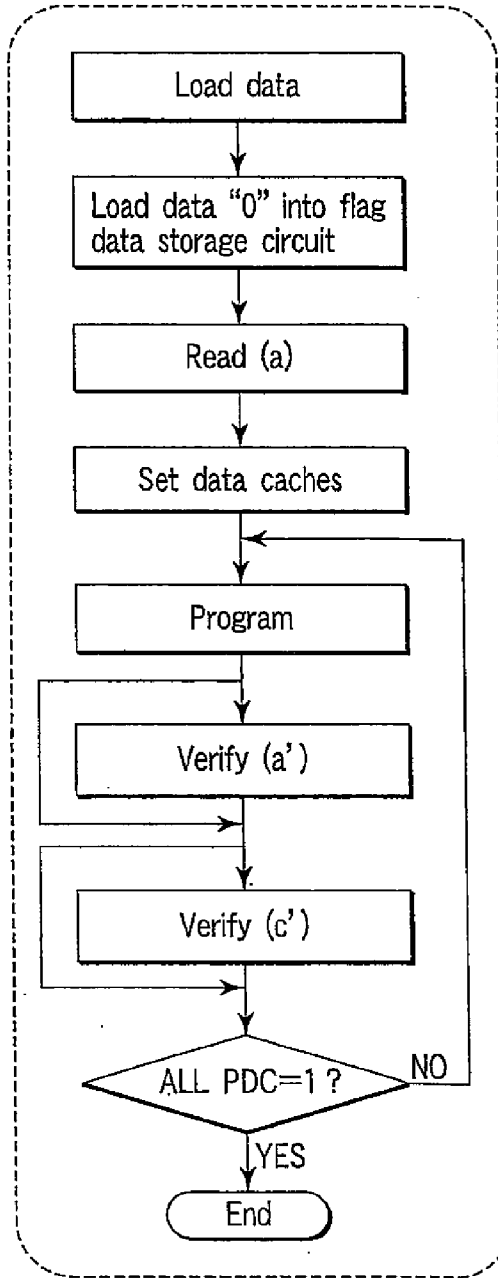 Load data
Load data “0” into flag
data storage circuit
Read (a)
Set data caches
Program
Verify (a’)
Verify (c’)
ALL PDC=1 ?
NO
YES
End